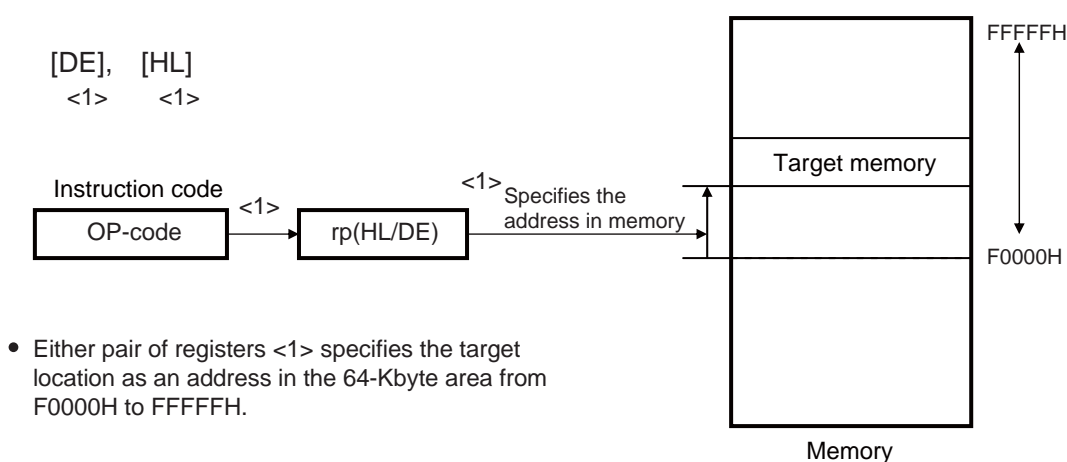 FFFFFH
[DE], [HL]
<1> <1>
Target memory
Instruction code
<1>
<1>
Specifies the
address in memory
OP-code
rp(HL/DE)
F0000H
• Either pair of registers <1> specifies the target
location as an address in the 64-Kbyte area from
F0000H to FFFFFH.
Memory